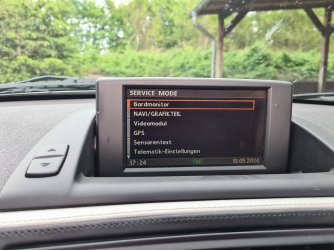 SERVICE MODE
Bordmonitor
NAVI/GRAFIKTEIL
Videomodul
GPS
Sensorentest
Telematik-Einstellungen
17:24 TMC 10.05.2024